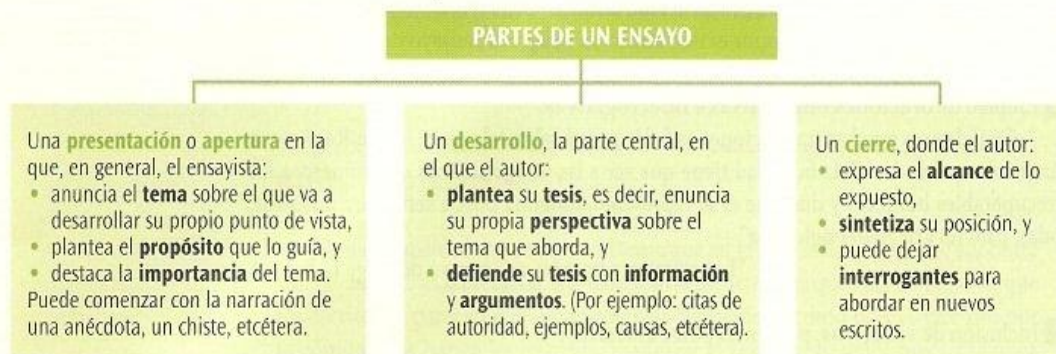 PARTES DE UN ENSAYO
Una presentación o apertura en la
que, en general, el ensayista:
• anuncia el tema sobre el que va a
desarrollar su propio punto de vista,
• plantea el propósito que lo guía, y
• destaca la importancia del tema.
Puede comenzar con la narración de
una anécdota, un chiste, etcétera.
Un desarrollo, la parte central, en
el que el autor:
• plantea su tesis, es decir, enuncia
su propia perspectiva sobre el
tema que aborda, y
• defiende su tesis con información
y argumentos. (Por ejemplo: citas de
autoridad, ejemplos, causas, etcétera).
Un cierre, donde el autor:
• expresa el alcance de lo
expuesto,
• sintetiza su posición, y
• puede dejar
interrogantes para
abordar en nuevos
escritos.